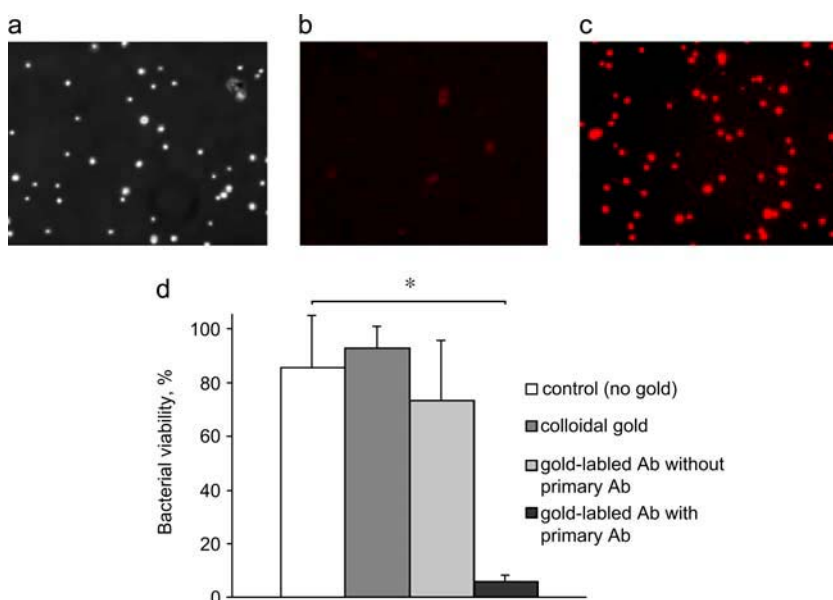 a
b
c
d
*
Bacterial viability, %
100
80
60
40
20
0
control (no gold)
colloidal gold
gold-labled Ab without
primary Ab
gold-labled Ab with
primary Ab